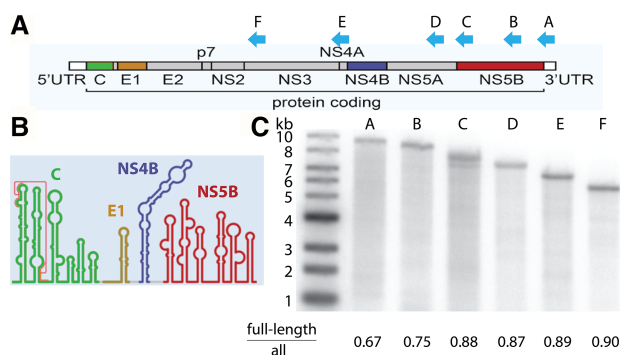 A
F E D C B A
p7 NS4A
5'UTR C E1 E2 NS2 NS3 NS4B NS5A NS5B 3'UTR
protein coding
B
C
E1
NS4B
NS5B
C
kb A B C D E F
10
8
7
6
5
4
3
2
1
full-length
all
0.67 0.75 0.88 0.87 0.89 0.90